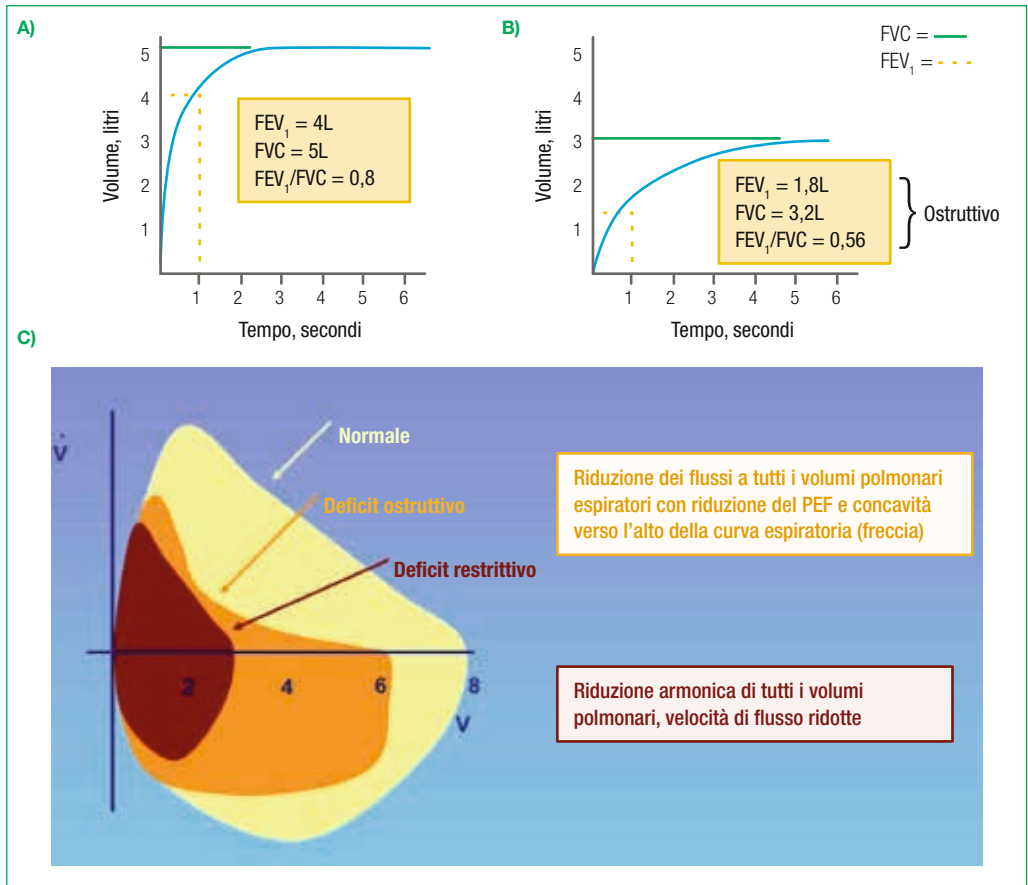 A)
Volume, litri
5
4
3
2
1
FEV₁ = 4L
FVC = 5L
FEV₁/FVC = 0,8
1 2 3 4 5 6
Tempo, secondi
B)
FVC =
FEV₁ =
Volume, litri
5
4
3
2
1
FEV₁ = 1,8L
FVC = 3,2L
FEV₁/FVC = 0,56
Ostruttivo
1 2 3 4 5 6
Tempo, secondi
C)
V̇
Normale
Deficit ostruttivo
Deficit restrittivo
2 4 6 8
V
Riduzione dei flussi a tutti i volumi polmonari
espiratori con riduzione del PEF e concavità
verso l’alto della curva espiratoria (freccia)
Riduzione armonica di tutti i volumi
polmonari, velocità di flusso ridotte